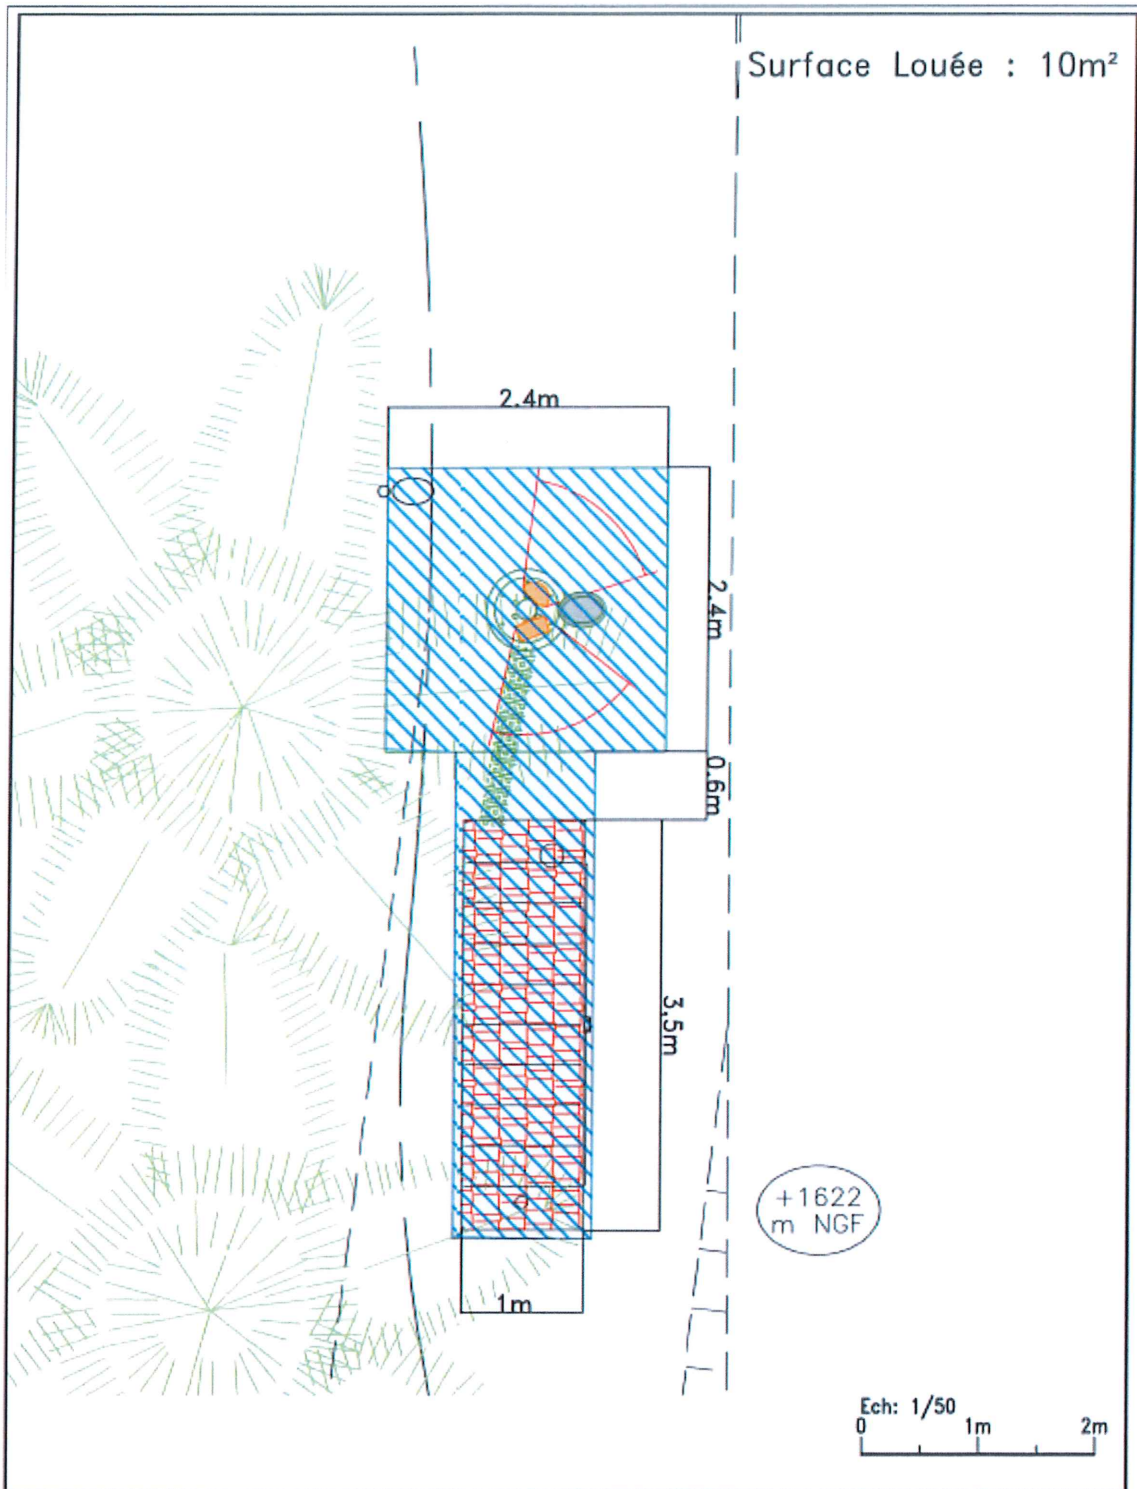 Surface Louée : 10m²
2.4m
2.4m
0.6m
3,5m
+1622
m NGF
1m
Ech: 1/50
0 1m 2m